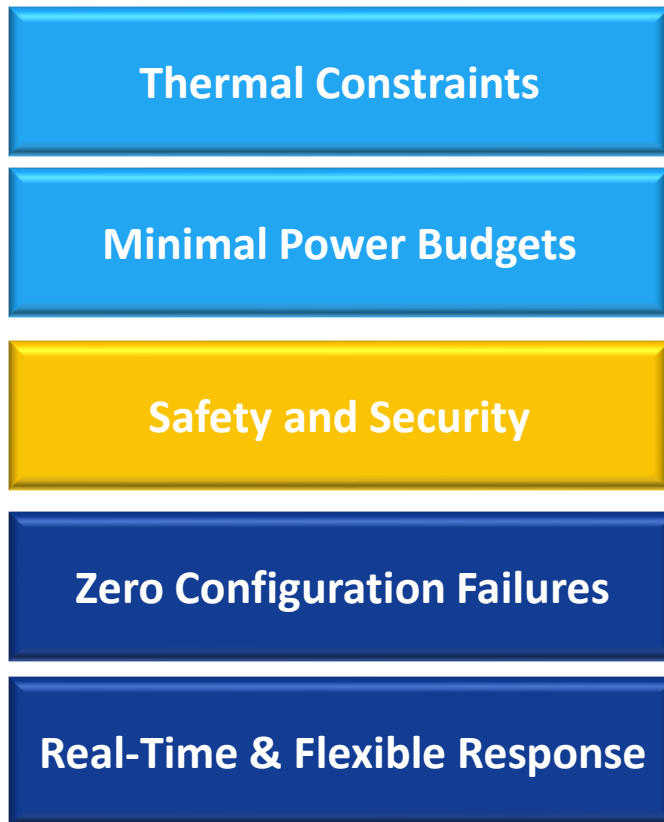 Thermal Constraints
Minimal Power Budgets
Safety and Security
Zero Configuration Failures
Real-Time & Flexible Response